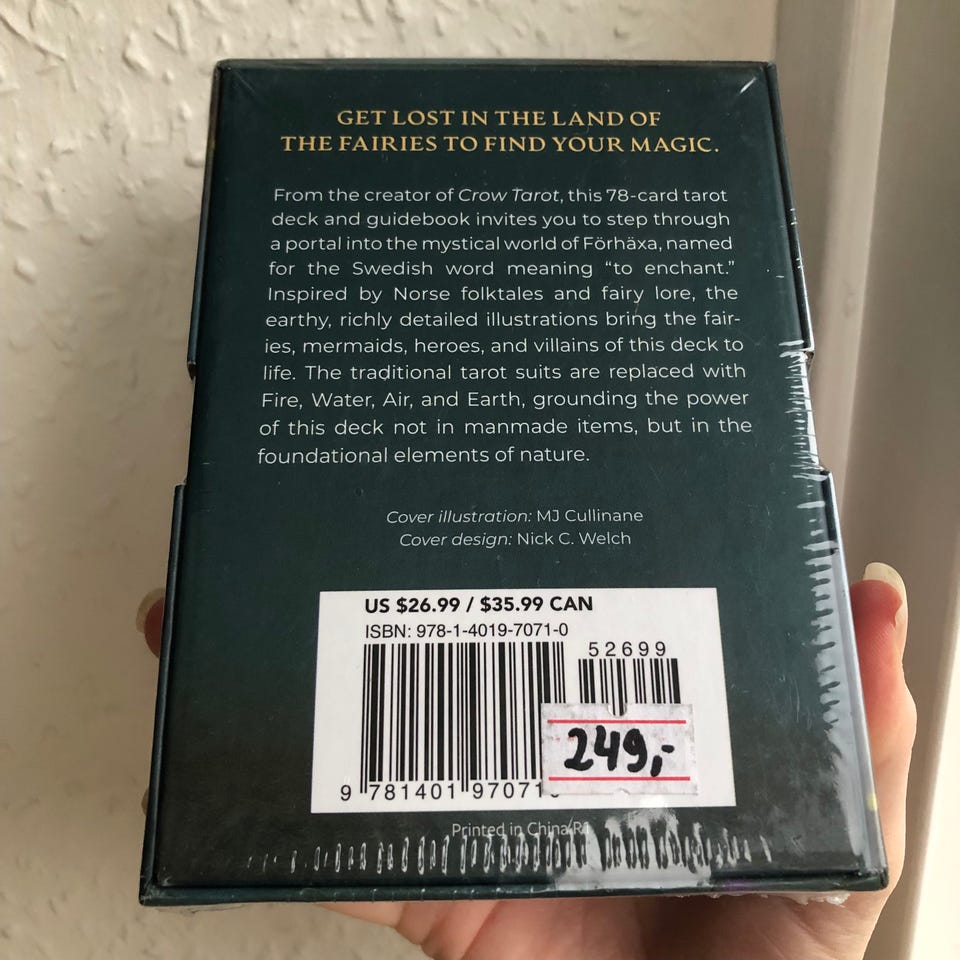 GET LOST IN THE LAND OF
THE FAIRIES TO FIND YOUR MAGIC.
From the creator of Crow Tarot, this 78-card tarot
deck and guidebook invites you to step through
a portal into the mystical world of Förhäxa, named
for the Swedish word meaning “to enchant.”
Inspired by Norse folktales and fairy lore, the
earthy, richly detailed illustrations bring the fair-
ies, mermaids, heroes, and villains of this deck to
life. The traditional tarot suits are replaced with
Fire, Water, Air, and Earth, grounding the power
of this deck not in manmade items, but in the
foundational elements of nature.
Cover illustration: MJ Cullinane
Cover design: Nick C. Welch
US $26.99 / $35.99 CAN
ISBN: 978-1-4019-7071-0
52699
249,-
9 781401 97071
Printed in China